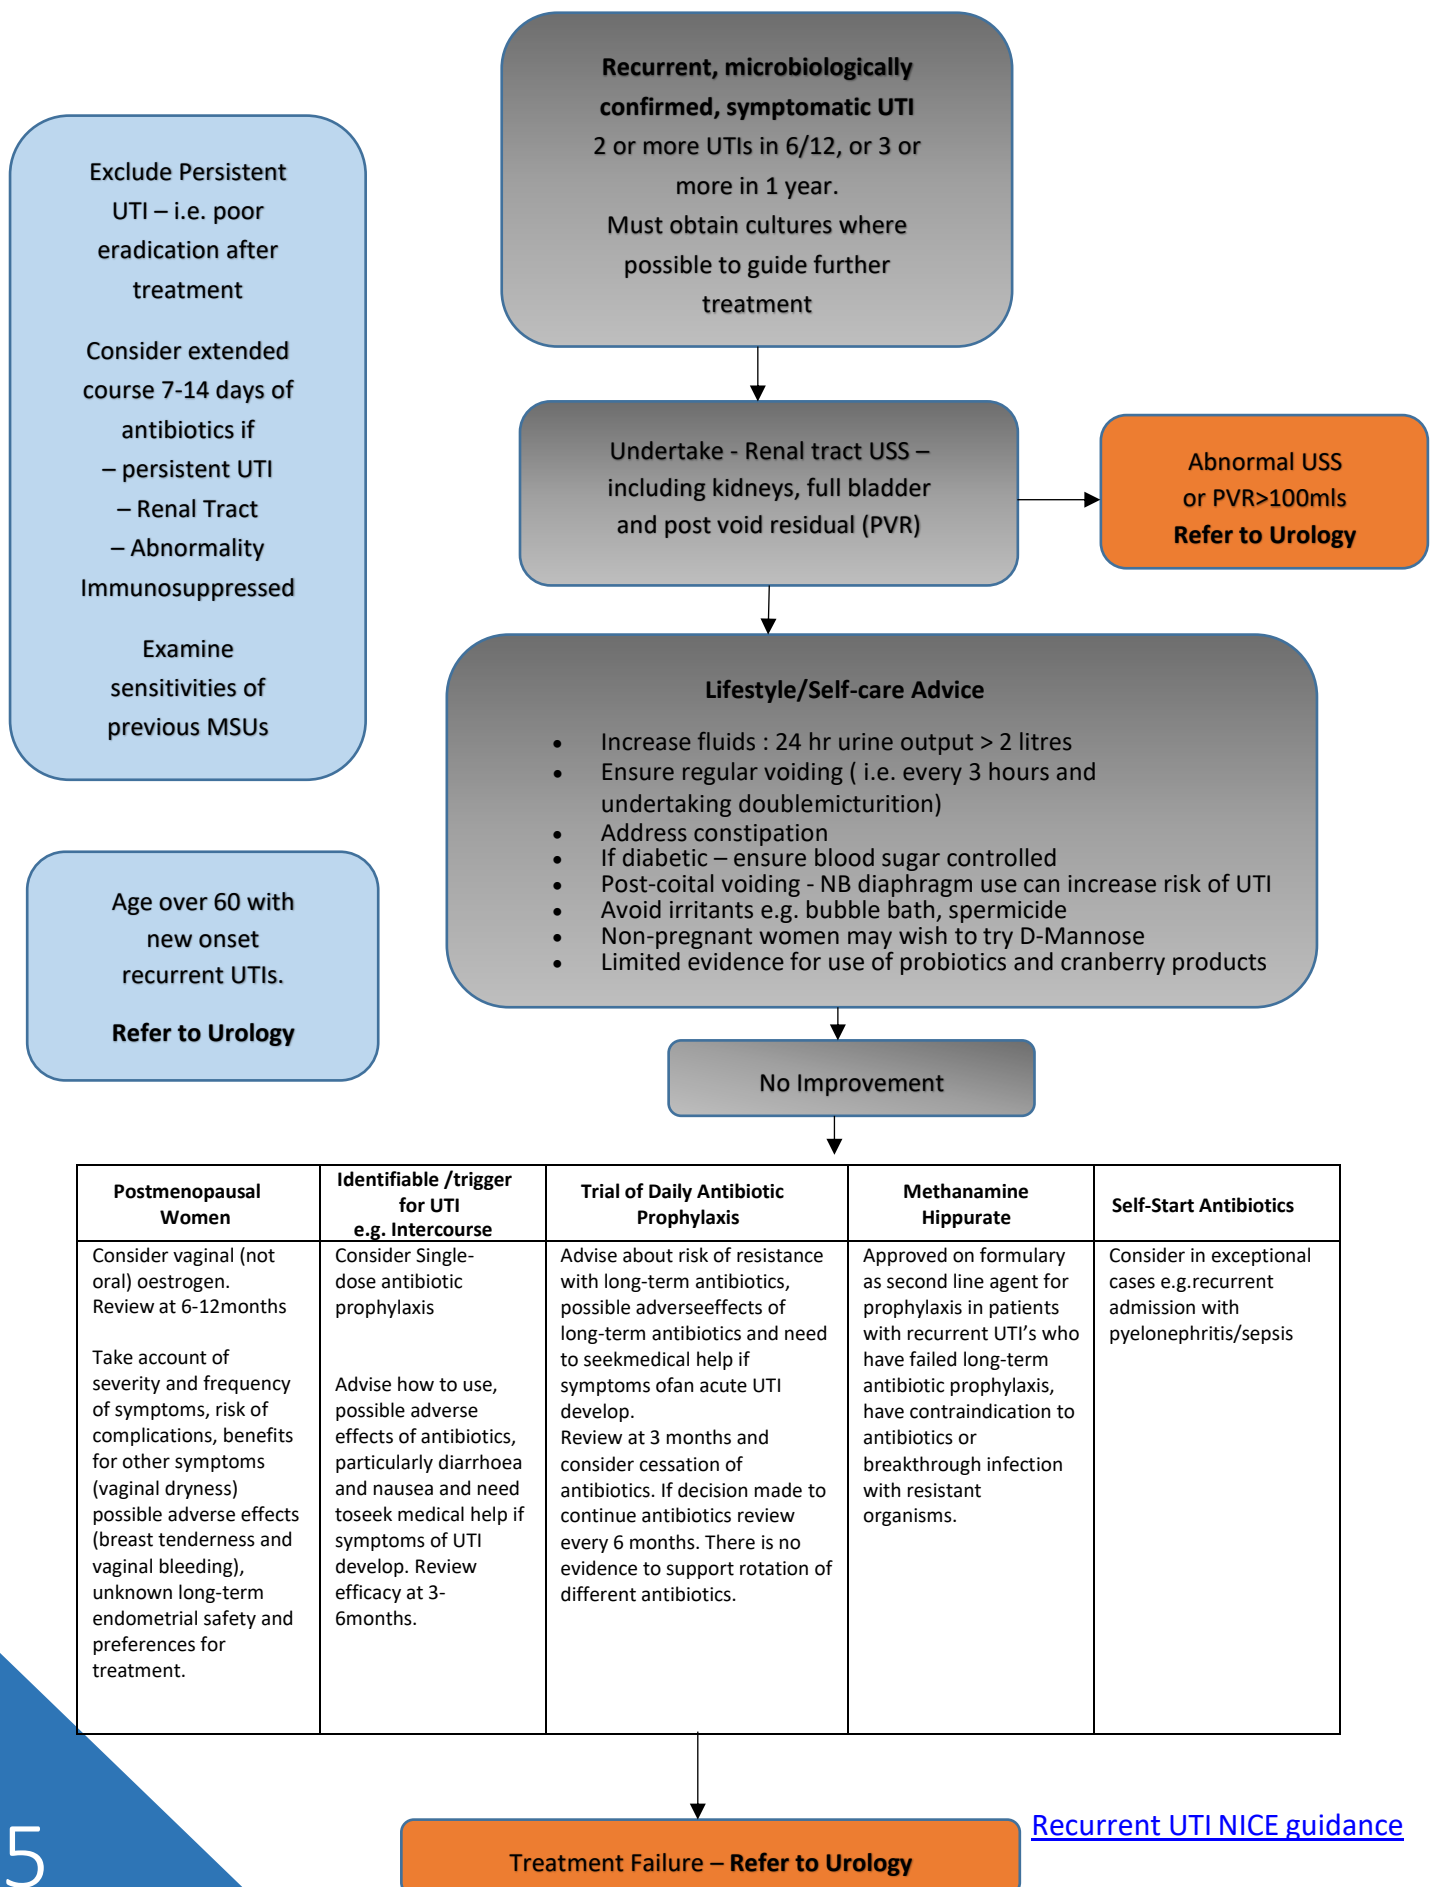 Recurrent, microbiologically
confirmed, symptomatic UTI
2 or more UTIs in 6/12, or 3 or
more in 1 year.
Must obtain cultures where
possible to guide further
treatment
Exclude Persistent
UTI – i.e. poor
eradication after
treatment
Consider extended
course 7-14 days of
antibiotics if
– persistent UTI
– Renal Tract
– Abnormality
Immunosuppressed
Examine
sensitivities of
previous MSUs
Undertake - Renal tract USS –
including kidneys, full bladder
and post void residual (PVR)
Abnormal USS
or PVR>100mls
Refer to Urology
Lifestyle/Self-care Advice
• Increase fluids : 24 hr urine output > 2 litres
• Ensure regular voiding ( i.e. every 3 hours and
undertaking doublemicturition)
• Address constipation
• If diabetic – ensure blood sugar controlled
• Post-coital voiding - NB diaphragm use can increase risk of UTI
• Avoid irritants e.g. bubble bath, spermicide
• Non-pregnant women may wish to try D-Mannose
• Limited evidence for use of probiotics and cranberry products
Age over 60 with
new onset
recurrent UTIs.
Refer to Urology
No Improvement
Postmenopausal
Women
Consider vaginal (not
oral) oestrogen.
Review at 6-12months
Take account of
severity and frequency
of symptoms, risk of
complications, benefits
for other symptoms
(vaginal dryness)
possible adverse effects
(breast tenderness and
vaginal bleeding),
unknown long-term
endometrial safety and
preferences for
treatment.
Identifiable /trigger
for UTI
e.g. Intercourse
Consider Single-
dose antibiotic
prophylaxis
Advise how to use,
possible adverse
effects of antibiotics,
particularly diarrhoea
and nausea and need
toseek medical help if
symptoms of UTI
develop. Review
efficacy at 3-
6months.
Trial of Daily Antibiotic
Prophylaxis
Advise about risk of resistance
with long-term antibiotics,
possible adverseeffects of
long-term antibiotics and need
to seekmedical help if
symptoms ofan acute UTI
develop.
Review at 3 months and
consider cessation of
antibiotics. If decision made to
continue antibiotics review
every 6 months. There is no
evidence to support rotation of
different antibiotics.
Methanamine
Hippurate
Approved on formulary
as second line agent for
prophylaxis in patients
with recurrent UTI’s who
have failed long-term
antibiotic prophylaxis,
have contraindication to
antibiotics or
breakthrough infection
with resistant
organisms.
Self-Start Antibiotics
Consider in exceptional
cases e.g.recurrent
admission with
pyelonephritis/sepsis
Recurrent UTI NICE guidance
Treatment Failure – Refer to Urology
5